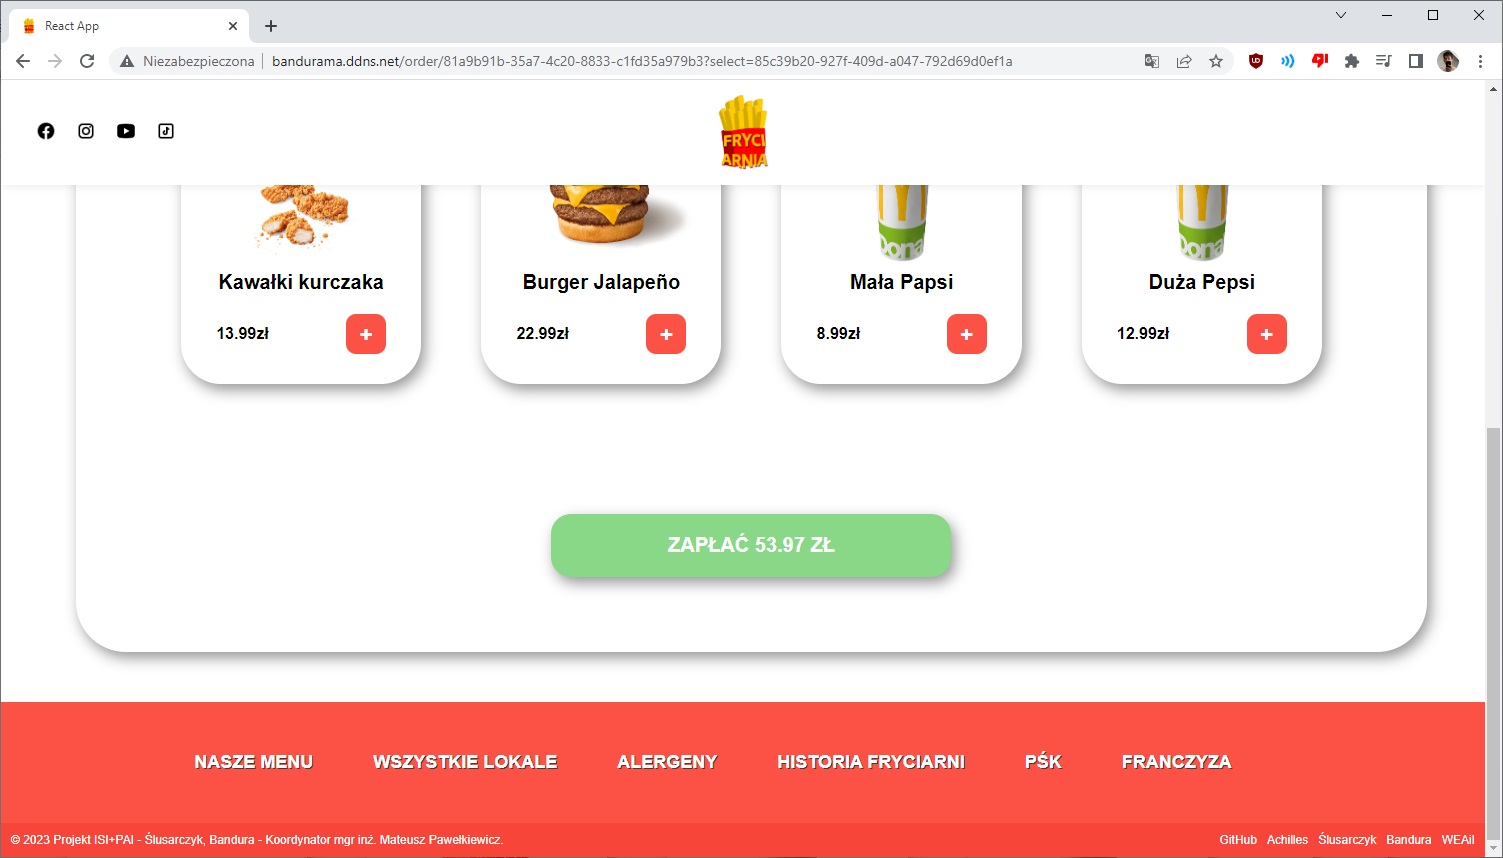 React App
Niezabezpieczona
bandurama.ddns.net/order/81a9b91b-35a7-4c20-8833-c1fd35a979b3?select=85c39b20-927f-409d-a047-792d69d0ef1a
FRYCI
ARNIA
Dona
Dona
Kawałki kurczaka
Burger Jalapeño
Mała Papsi
Duża Pepsi
13.99zł +
22.99zł +
8.99zł +
12.99zł +
ZAPŁAĆ 53.97 ZŁ
NASZE MENU WSZYSTKIE LOKALE ALERGENY HISTORIA FRYCIARNI PŚK FRANCZYZA
© 2023 Projekt ISI+PAI - Ślusarczyk, Bandura - Koordynator mgr inż. Mateusz Pawełkiewicz.
GitHub Achilles Ślusarczyk Bandura WEAiI